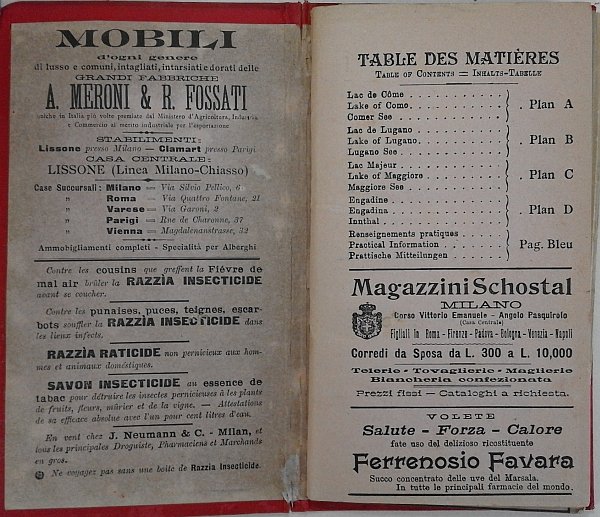 MOBILI
d'ogni genere
di lusso e comuni, intagliati, intarsiati e dorati delle
GRANDI FABBRICHE
A. MERONI & R. FOSSATI
uniche in Italia più volte premiate dal Ministero d'Agricoltura, Industria
e Commercio al merito industriale per l'esportazione
STABILIMENTI:
Lissone presso Milano — Clamart presso Parigi
CASA CENTRALE:
LISSONE (Linea Milano-Chiasso)
Case Succursali: Milano — Via Silvio Pellico, 6
" Roma — Via Quattro Fontane, 21
" Varese — Via Garoni, 2
" Parigi — Rue de Charonne, 37
" Vienna — Magdalenanstrasse, 32
Ammobigliamenti completi - Specialità per Alberghi
Contre les cousins que greffent la Fiévre de
mal air brûler la RAZZÌA INSECTICIDE
avant se coucher.
Contre les punaises, puces, teignes, escar-
bots souffler la RAZZÌA INSECTICIDE dans
les lieux infects.
RAZZÌA RATICIDE non pernicieux aux hom-
mes et animaux doméstiques.
SAVON INSECTICIDE au essence de
tabac pour détruire les insectes pernicieuses à les plants
de fruits, fleurs, mûrier et de la vigne. — Attestations
de sa efficace absolue avec l'un pour cent litres d'eau.
En vent chez J. Neumann & C. - Milan, et
tous les principales Droguiste, Pharmaciens et Marchands
en gros.
Ne voyagez pas sans une boite de Razzia Insecticide.
TABLE DES MATIÈRES
TABLE OF CONTENTS = INHALTS-TABELLE
Lac de Côme
Lake of Como. Plan A
Comer See
Lac de Lugano
Lake of Lugano. Plan B
Lugano See
Lac Majeur
Lake of Maggiore Plan C
Maggiore See
Engadine
Engadina Plan D
Innthal
Renseignements pratiques
Practical Information Pag. Bleu
Prattische Mitteilungen
Magazzini Schostal
MILANO
Corso Vittorio Emanuele - Angolo Pasquirolo
(Casa Centrale)
Figliali in Roma - Firenze - Padova - Bologna - Venezia - Napoli
Corredi da Sposa da L. 300 a L. 10,000
Telerie - Tovaglierie - Maglierie
Biancheria confezionata
Prezzi fissi — Cataloghi a richiesta.
VOLETE
Salute - Forza - Calore
fate uso del delizioso ricostituente
Ferrenosio Favara
Succo concentrato delle uve del Marsala.
In tutte le principali farmacie del mondo.